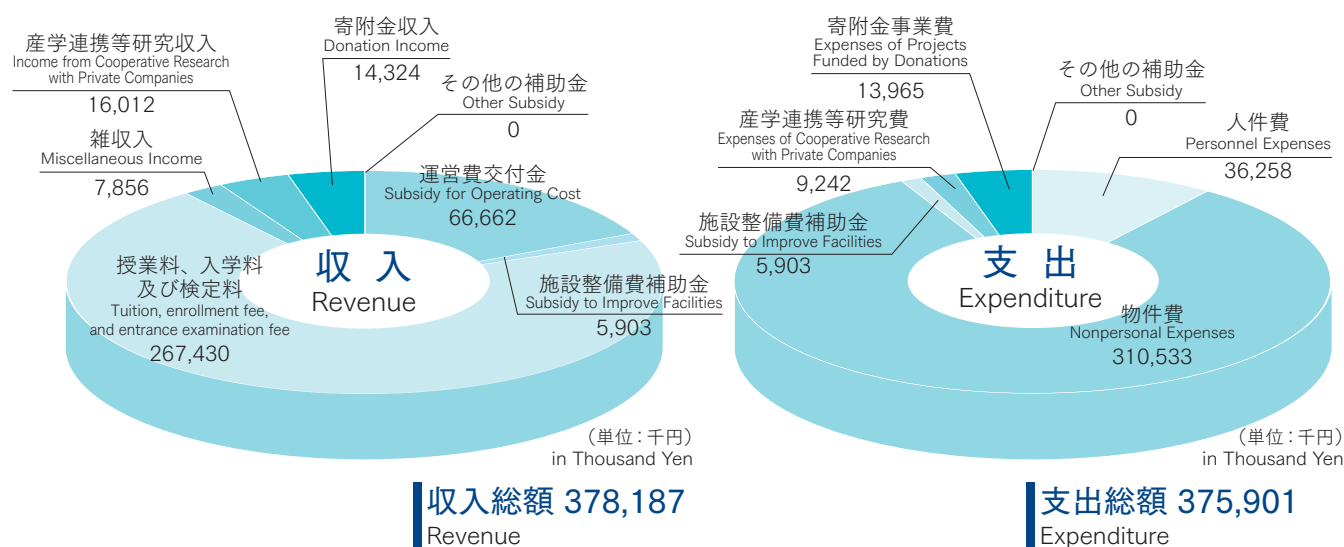 産学連携等研究収入
Income from Cooperative Research
with Private Companies
16,012
寄附金収入
Donation Income
14,324
その他の補助金
Other Subsidy
0
雑収入
Miscellaneous Income
7,856
運営費交付金
Subsidy for Operating Cost
66,662
施設整備費補助金
Subsidy to Improve Facilities
5,903
授業料、入学料
及び検定料
Tuition, enrollment fee,
and entrance examination fee
267,430
収 入
Revenue
（単位：千円）
in Thousand Yen
収入総額 378,187
Revenue
寄附金事業費
Expenses of Projects
Funded by Donations
13,965
その他の補助金
Other Subsidy
0
人件費
Personnel Expenses
36,258
産学連携等研究費
Expenses of Cooperative Research
with Private Companies
9,242
施設整備費補助金
Subsidy to Improve Facilities
5,903
支 出
Expenditure
物件費
Nonpersonal Expenses
310,533
（単位：千円）
in Thousand Yen
支出総額 375,901
Expenditure